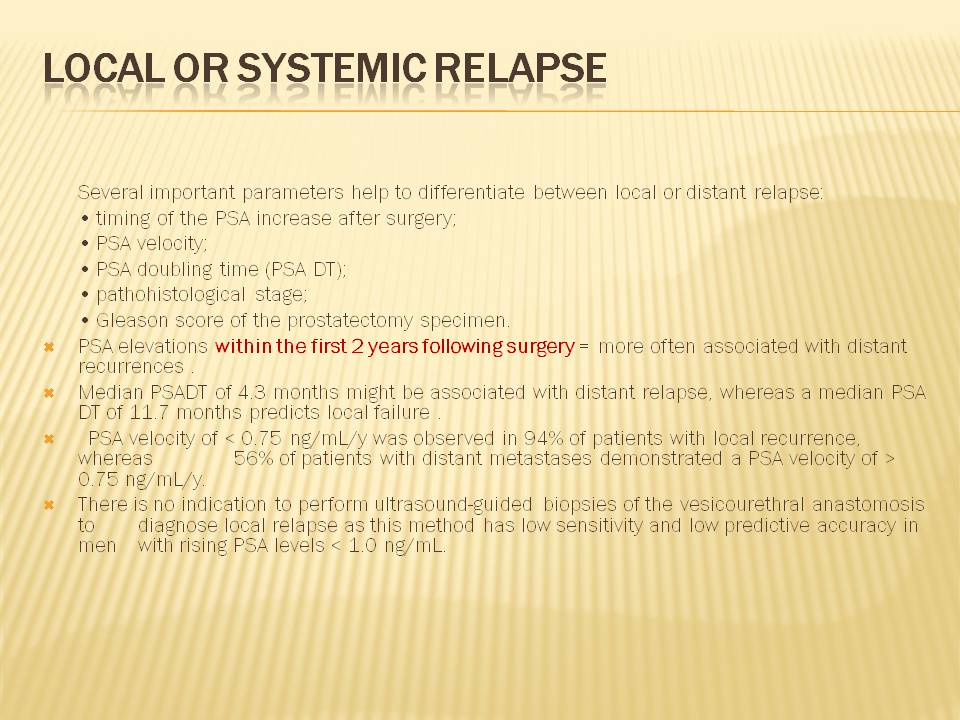 LOCAL OR SYSTEMIC RELAPSE
Several important parameters help to differentiate between local or distant relapse:
• timing of the PSA increase after surgery;
• PSA velocity;
• PSA doubling time (PSA DT);
• pathohistological stage;
• Gleason score of the prostatectomy specimen.
PSA elevations within the first 2 years following surgery = more often associated with distant
recurrences .
Median PSADT of 4.3 months might be associated with distant relapse, whereas a median PSA
DT of 11.7 months predicts local failure .
PSA velocity of < 0.75 ng/mL/y was observed in 94% of patients with local recurrence,
whereas 56% of patients with distant metastases demonstrated a PSA velocity of >
0.75 ng/mL/y.
There is no indication to perform ultrasound-guided biopsies of the vesicourethral anastomosis
to diagnose local relapse as this method has low sensitivity and low predictive accuracy in
men with rising PSA levels < 1.0 ng/mL.